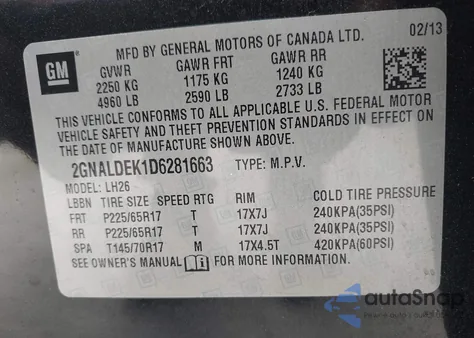 GM
MFD BY GENERAL MOTORS OF CANADA LTD. 02/13
GVWR GAWR FRT GAWR RR
2250 KG 1175 KG 1240 KG
4960 LB 2590 LB 2733 LB
THIS VEHICLE CONFORMS TO ALL APPLICABLE U.S. FEDERAL MOTOR
VEHICLE SAFETY AND THEFT PREVENTION STANDARDS IN EFFECT ON
THE DATE OF MANUFACTURE SHOWN ABOVE.
2GNALDEK1D6281663 TYPE: M.P.V.
MODEL: LH26
LBBN TIRE SIZE SPEED RTG RIM COLD TIRE PRESSURE
FRT P225/65R17 T 17X7J 240KPA(35PSI)
RR P225/65R17 T 17X7J 240KPA(35PSI)
SPA T145/70R17 M 17X4.5T 420KPA(60PSI)
SEE OWNER'S MANUAL FOR MORE INFORMATION.
autoSnap